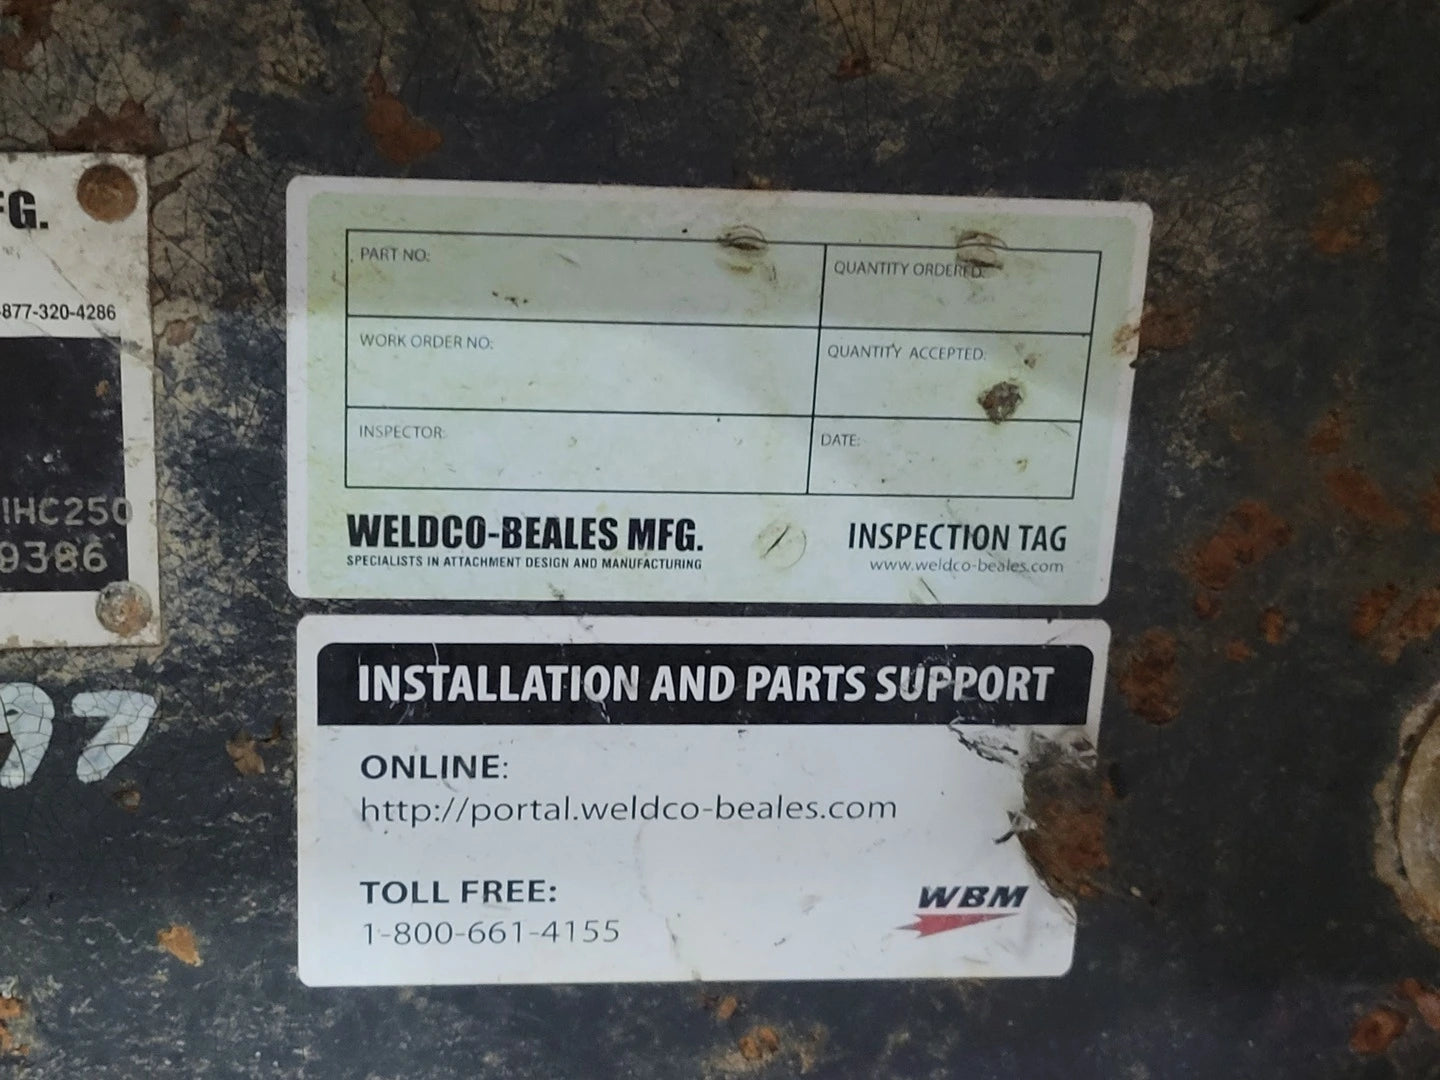 FG.
-877-320-4286
IHC250
9386
97
PART NO:
QUANTITY ORDERED:
WORK ORDER NO:
QUANTITY ACCEPTED:
INSPECTOR:
DATE:
WELDCO-BEALES MFG.
SPECIALISTS IN ATTACHMENT DESIGN AND MANUFACTURING
INSPECTION TAG
www.weldco-beales.com
INSTALLATION AND PARTS SUPPORT
ONLINE:
http://portal.weldco-beales.com
TOLL FREE:
1-800-661-4155
WBM